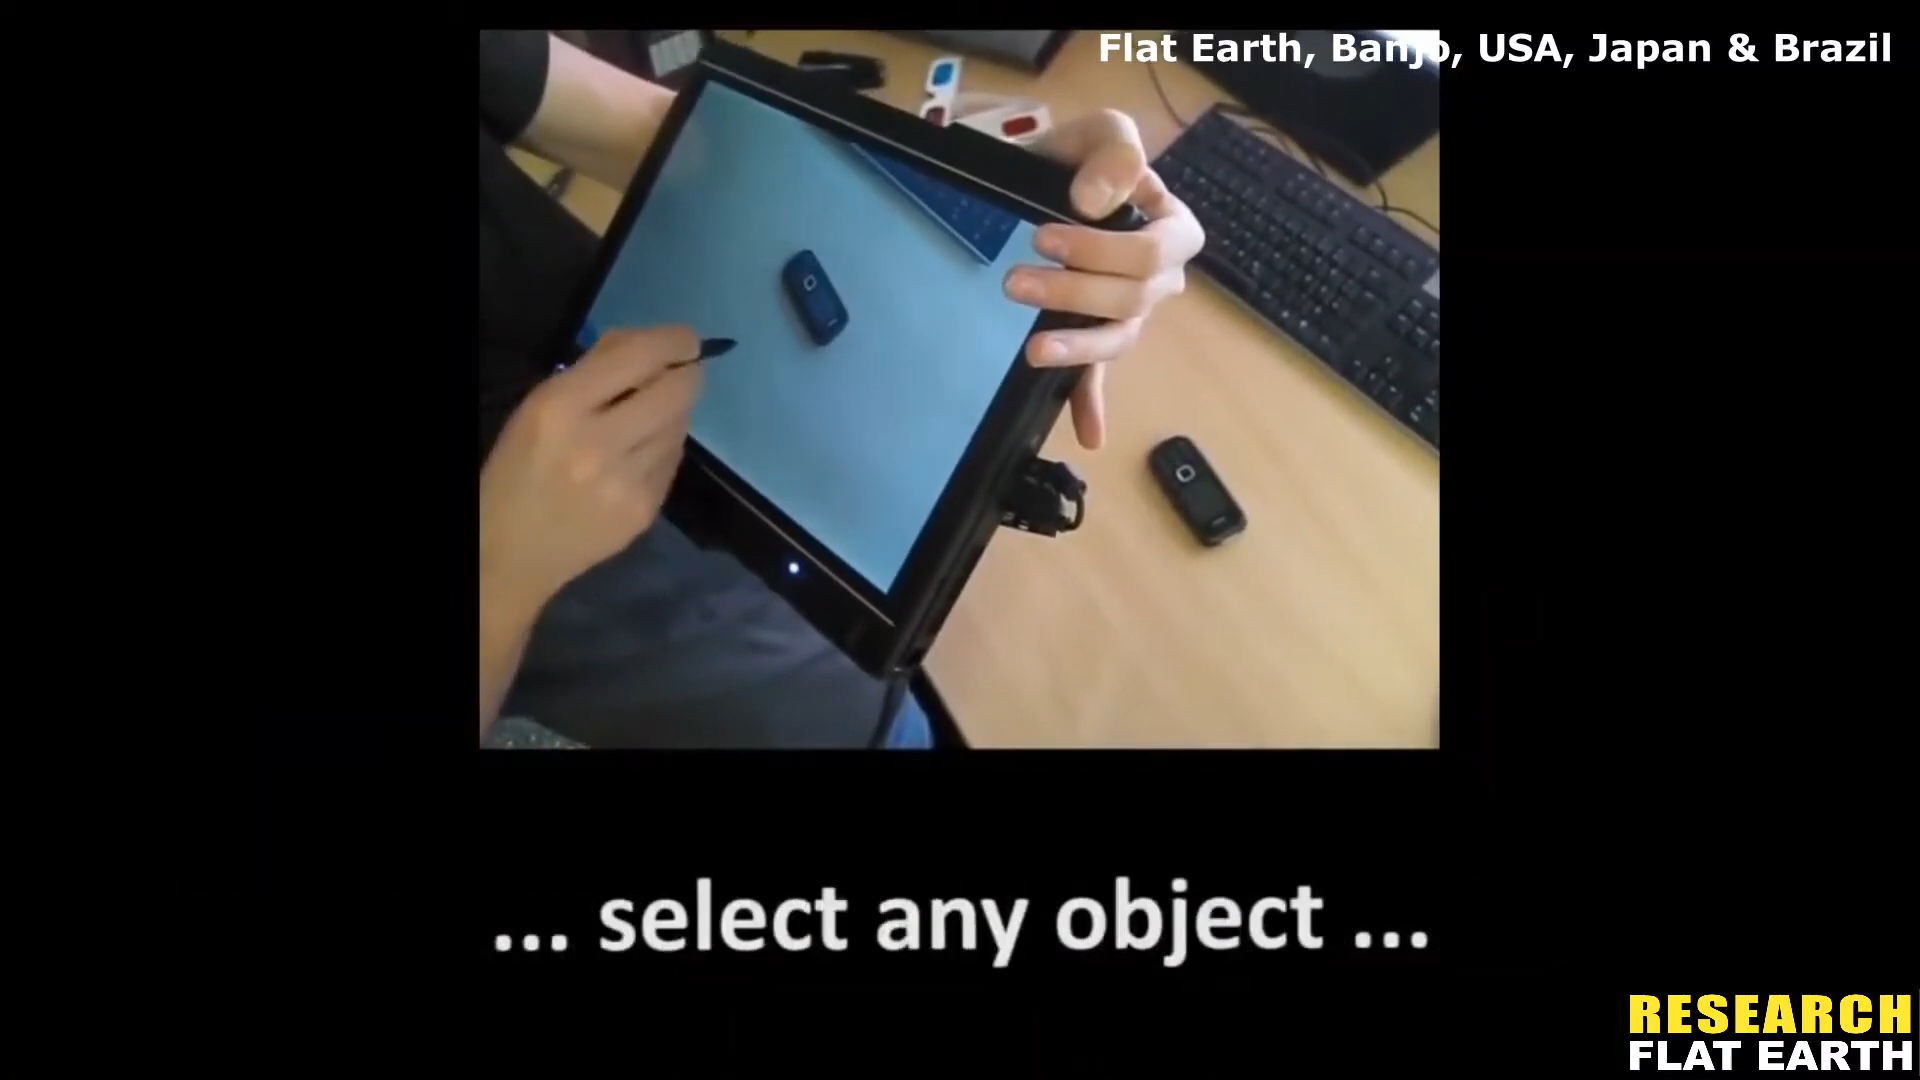 Flat Earth, Banjo, USA, Japan & Brazil
... select any object ...
RESEARCH
FLAT EARTH